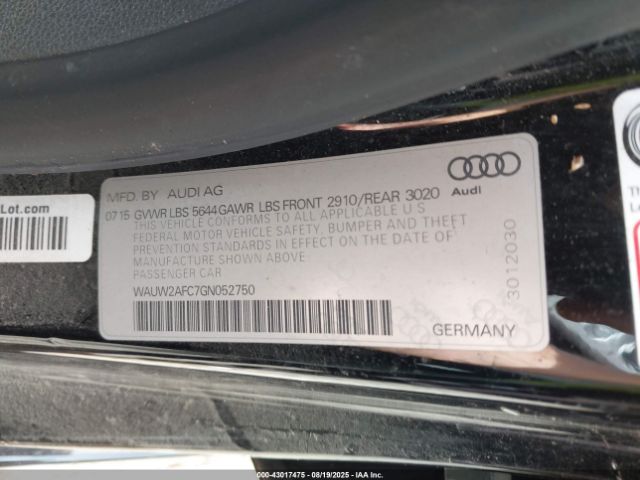 MFD. BY AUDI AG
07 15 GVWR LBS 5644 GAWR LBS FRONT 2910/REAR 3020
THIS VEHICLE CONFORMS TO ALL APPLICABLE U S
FEDERAL MOTOR VEHICLE SAFETY, BUMPER AND THEFT
PREVENTION STANDARDS IN EFFECT ON THE DATE OF
MANUFACTURE SHOWN ABOVE.
PASSENGER CAR
WAUW2AFC7GN052750
Audi
3012030
GERMANY
Lot.com
TH
**43017475 ** 08/19/2025 ** IAA Inc.